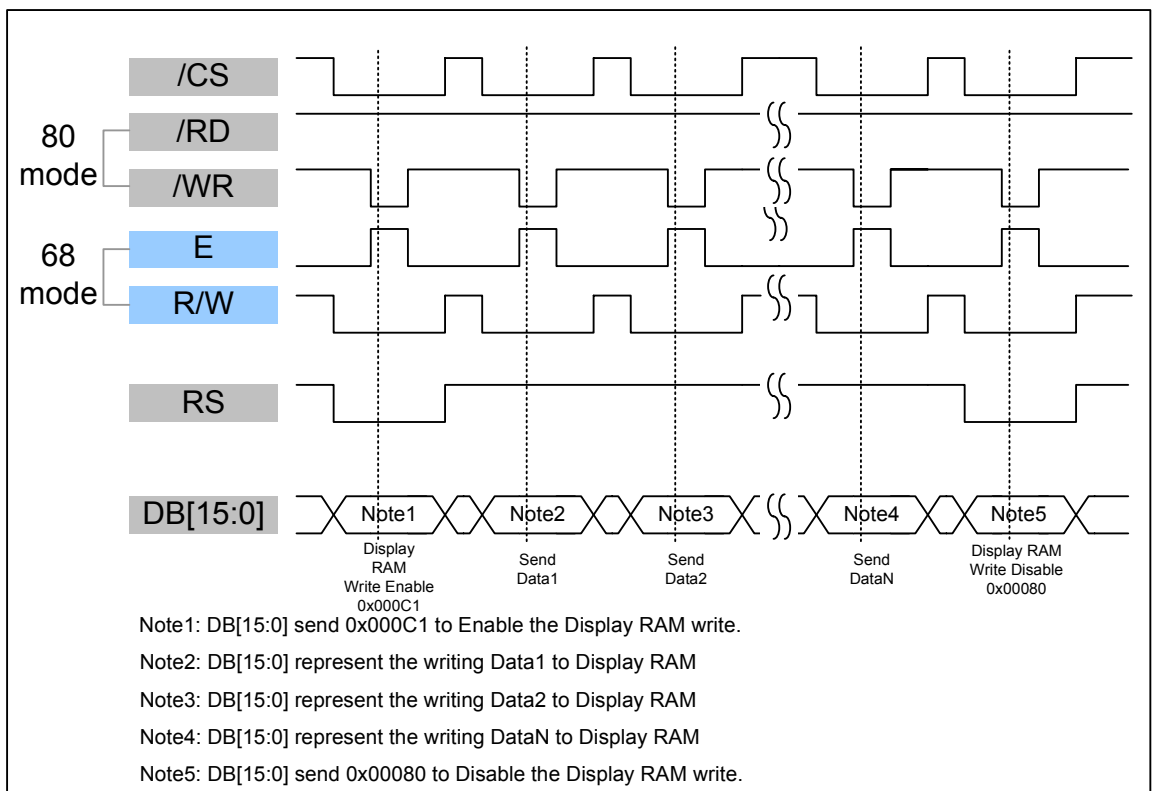 /CS
80
mode
/RD
/WR
68
mode
E
R/W
RS
DB[15:0]
Note1
Note2
Note3
Note4
Note5
Display
RAM
Write Enable
0x000C1
Send
Data1
Send
Data2
Send
DataN
Display RAM
Write Disable
0x00080
Note1: DB[15:0] send 0x000C1 to Enable the Display RAM write.
Note2: DB[15:0] represent the writing Data1 to Display RAM
Note3: DB[15:0] represent the writing Data2 to Display RAM
Note4: DB[15:0] represent the writing DataN to Display RAM
Note5: DB[15:0] send 0x00080 to Disable the Display RAM write.